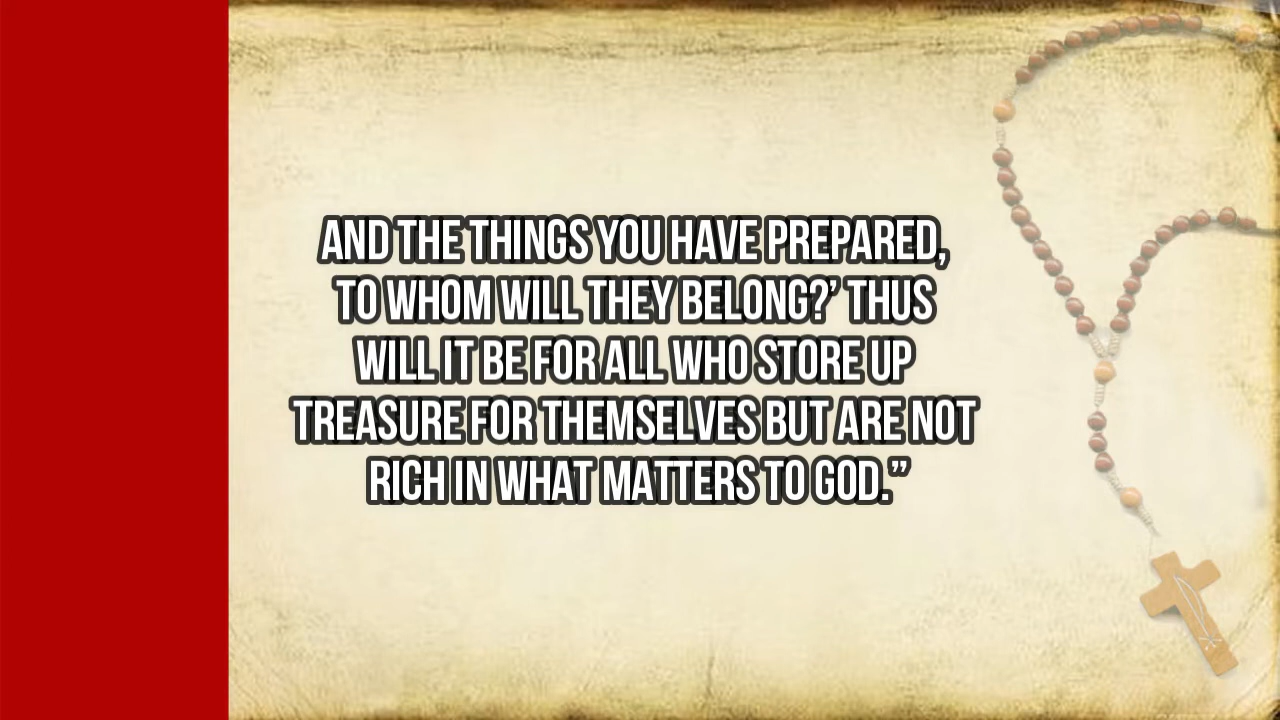 AND THE THINGS YOU HAVE PREPARED,
TO WHOM WILL THEY BELONG?’ THUS
WILL IT BE FOR ALL WHO STORE UP
TREASURE FOR THEMSELVES BUT ARE NOT
RICH IN WHAT MATTERS TO GOD.”